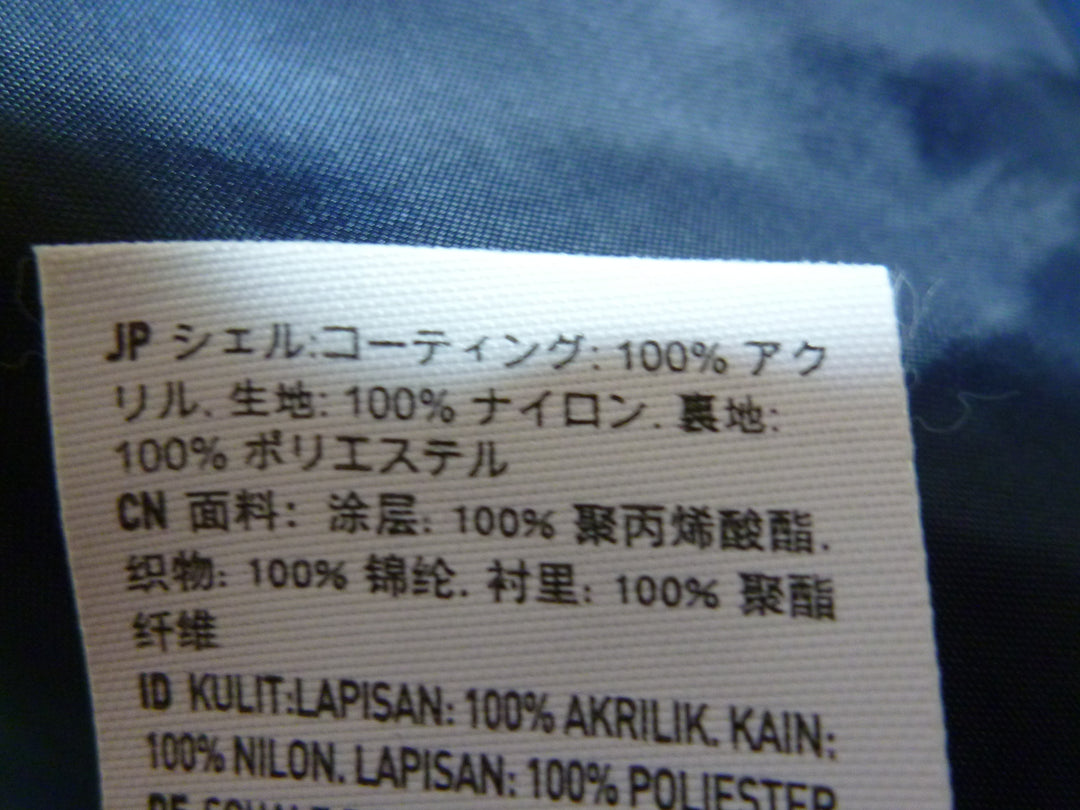 JP シェル:コーティング: 100% アク
リル. 生地: 100% ナイロン. 裏地:
100% ポリエステル
CN 面料: 涂层: 100% 聚丙烯酸酯.
织物: 100% 锦纶. 衬里: 100% 聚酯
纤维
ID KULIT:LAPISAN: 100% AKRILIK. KAIN:
100% NILON. LAPISAN: 100% POLIESTER